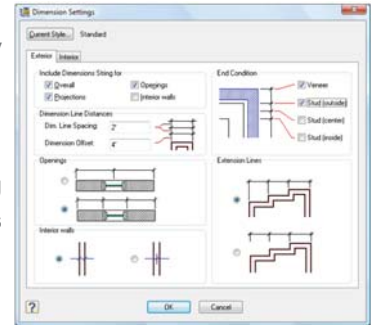 Dimension Settings
Current Style... Standard
Exterior Interior
Include Dimensions String for
Overall Openings
Projections Interior walls
Dimension Line Distances
Dim. Line Spacing: 2'
Dimension Offset: 4'
Openings
Interior walls
End Condition
Veneer
Stud (outside)
Stud (center)
Stud (inside)
Extension Lines
? OK Cancel